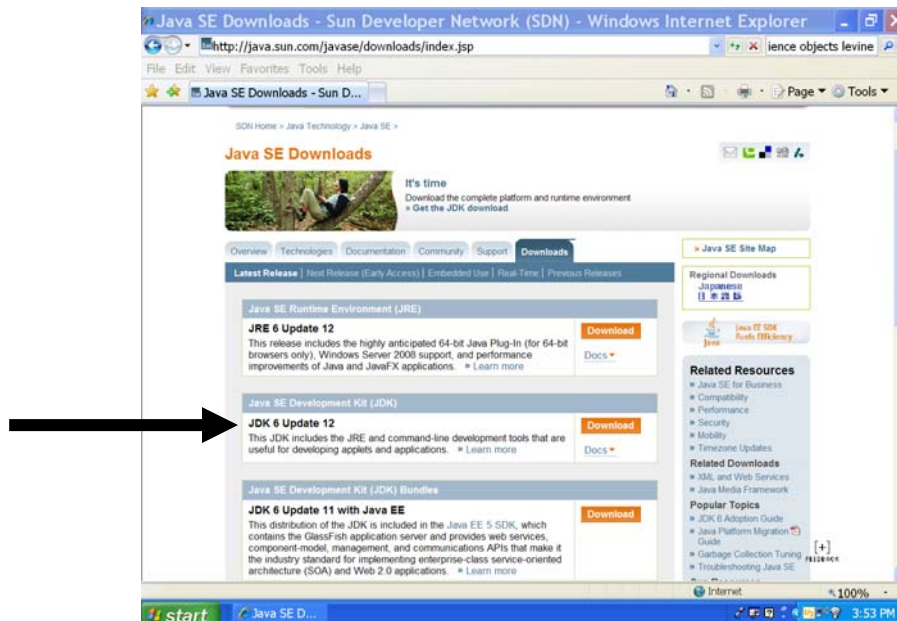 Java SE Downloads - Sun Developer Network (SDN) - Windows Internet Explorer
http://java.sun.com/javase/downloads/index.jsp
ience objects levine
File Edit View Favorites Tools Help
Java SE Downloads - Sun D...
Page
Tools
SDN Home > Java Technology > Java SE >
Java SE Downloads
It's time
Download the complete platform and runtime environment
» Get the JDK download
Overview Technologies Documentation Community Support Downloads
Latest Release | Next Release (Early Access) | Embedded Use | Real-Time | Previous Releases
Java SE Runtime Environment (JRE)
JRE 6 Update 12
This release includes the highly anticipated 64-bit Java Plug-In (for 64-bit
browsers only), Windows Server 2008 support, and performance
improvements of Java and JavaFX applications. » Learn more
Download
Docs
Java SE Development Kit (JDK)
JDK 6 Update 12
This JDK includes the JRE and command-line development tools that are
useful for developing applets and applications. » Learn more
Download
Docs
Java SE Development Kit (JDK) Bundles
JDK 6 Update 11 with Java EE
This distribution of the JDK is included in the Java EE 5 SDK, which
contains the GlassFish application server and provides web services,
component-model, management, and communications APIs that make it
the industry standard for implementing enterprise-class service-oriented
architecture (SOA) and Web 2.0 applications. » Learn more
Download
» Java SE Site Map
Regional Downloads
Japanese
日本語版
Java
Java EE SDK
Fuels Efficiency
Related Resources
» Java SE for Business
» Compatibility
» Performance
» Security
» Mobility
» Timezone Updates
Related Downloads
» XML and Web Services
» Java Media Framework
Popular Topics
» JDK 6 Adoption Guide
» Java Platform Migration
Guide
» Garbage Collection Tuning
» Troubleshooting Java SE
[+]
FEEDBACK
Internet
100%
start
Java SE D...
3:53 PM